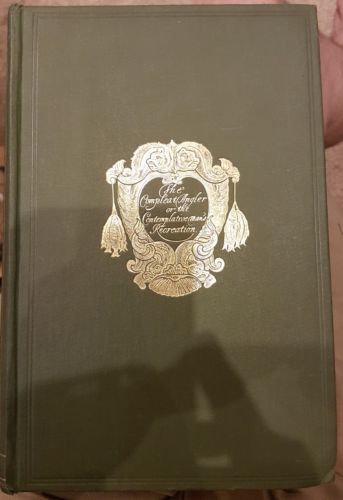 The
Compleat Angler
or the
Contemplative man's
Recreation